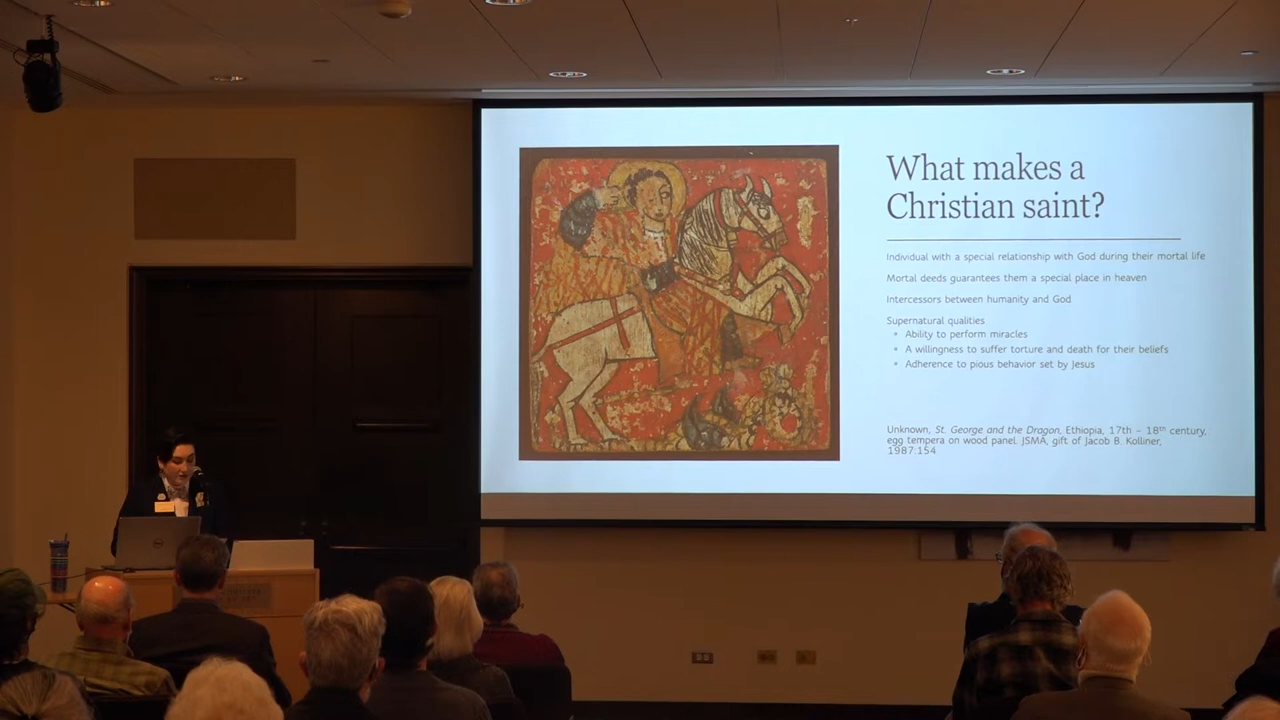 What makes a
Christian saint?
Individual with a special relationship with God during their mortal life
Mortal deeds guarantees them a special place in heaven
Intercessors between humanity and God
Supernatural qualities
• Ability to perform miracles
• A willingness to suffer torture and death for their beliefs
• Adherence to pious behavior set by Jesus
Unknown, St. George and the Dragon, Ethiopia, 17th – 18th century,
egg tempera on wood panel. JSMA, gift of Jacob B. Kolliner,
1987:154
DELL